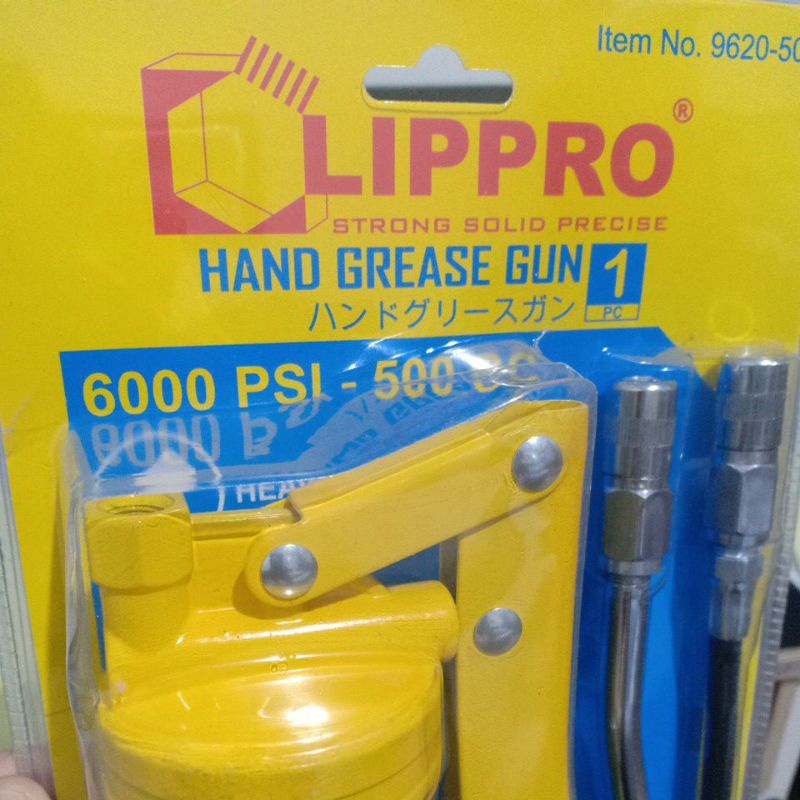 Item No. 9620-50
LIPPRO®
STRONG SOLID PRECISE
HAND GREASE GUN
1
PC
ハンドグリースガン
6000 PSI - 500